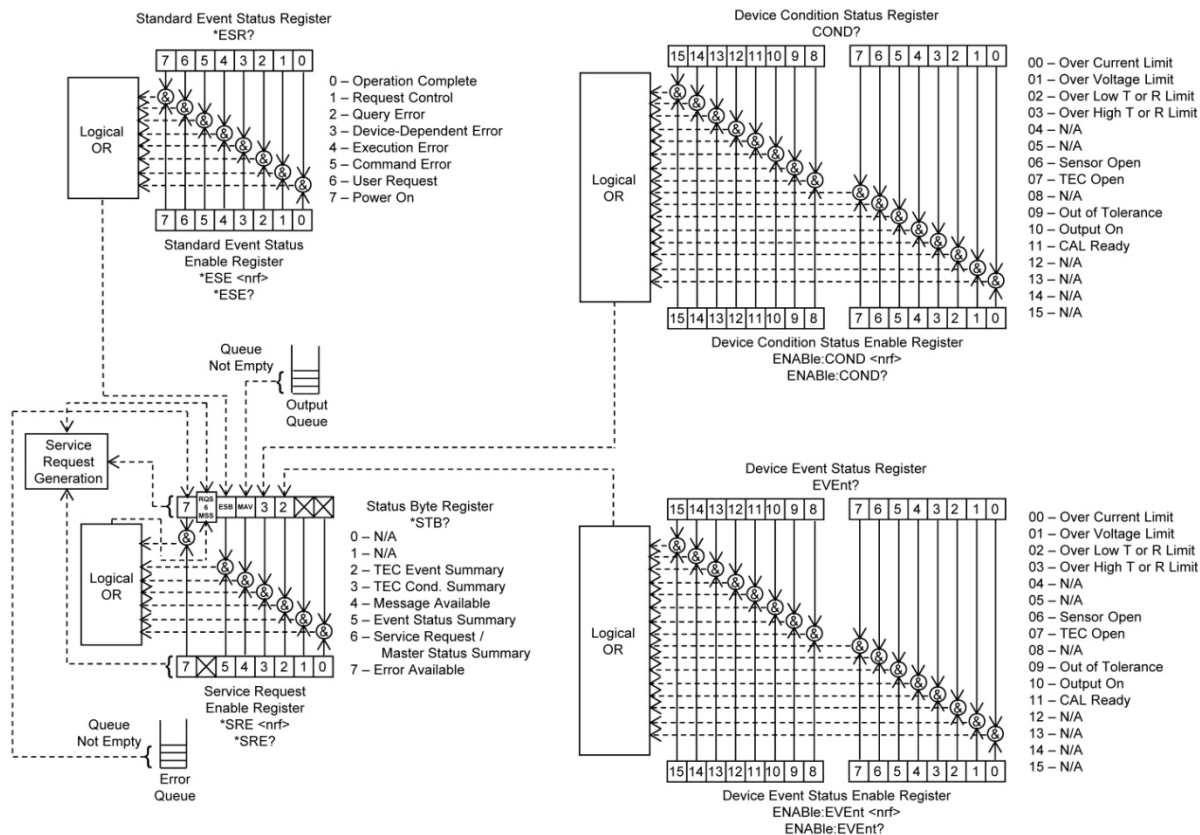 Standard Event Status Register
*ESR?
7 6 5 4 3 2 1 0
& & & & & & & &
Logical
OR
0 – Operation Complete
1 – Request Control
2 – Query Error
3 – Device-Dependent Error
4 – Execution Error
5 – Command Error
6 – User Request
7 – Power On
7 6 5 4 3 2 1 0
Standard Event Status
Enable Register
*ESE <nrf>
*ESE?
Device Condition Status Register
COND?
15 14 13 12 11 10 9 8 7 6 5 4 3 2 1 0
& & & & & & & & & & & & & & & &
Logical
OR
00 – Over Current Limit
01 – Over Voltage Limit
02 – Over Low T or R Limit
03 – Over High T or R Limit
04 – N/A
05 – N/A
06 – Sensor Open
07 – TEC Open
08 – N/A
09 – Out of Tolerance
10 – Output On
11 – CAL Ready
12 – N/A
13 – N/A
14 – N/A
15 – N/A
15 14 13 12 11 10 9 8 7 6 5 4 3 2 1 0
Device Condition Status Enable Register
ENABle:COND <nrf>
ENABle:COND?
Queue
Not Empty
Output
Queue
Service
Request
Generation
7 RQS 6 MSS ESB MAV 3 2
& & & & & & &
Logical
OR
Status Byte Register
*STB?
0 – N/A
1 – N/A
2 – TEC Event Summary
3 – TEC Cond. Summary
4 – Message Available
5 – Event Status Summary
6 – Service Request /
Master Status Summary
7 – Error Available
7 5 4 3 2 1 0
Service Request
Enable Register
*SRE <nrf>
*SRE?
Queue
Not Empty
Error
Queue
Device Event Status Register
EVEnt?
15 14 13 12 11 10 9 8 7 6 5 4 3 2 1 0
& & & & & & & & & & & & & & & &
Logical
OR
00 – Over Current Limit
01 – Over Voltage Limit
02 – Over Low T or R Limit
03 – Over High T or R Limit
04 – N/A
05 – N/A
06 – Sensor Open
07 – TEC Open
08 – N/A
09 – Out of Tolerance
10 – Output On
11 – CAL Ready
12 – N/A
13 – N/A
14 – N/A
15 – N/A
15 14 13 12 11 10 9 8 7 6 5 4 3 2 1 0
Device Event Status Enable Register
ENABle:EVEnt <nrf>
ENABle:EVEnt?